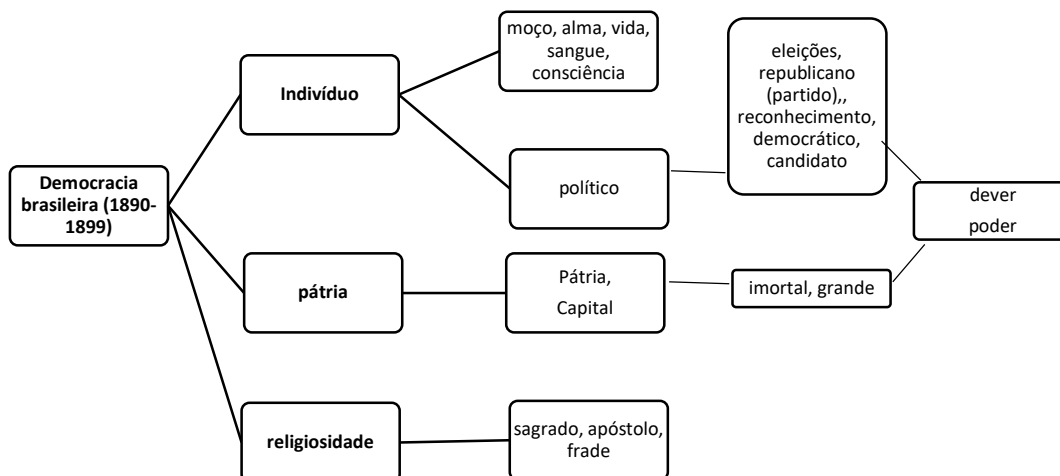 moço, alma, vida,
sangue,
consciência
eleições,
republicano
(partido),,
reconhecimento,
democrático,
candidato
Indivíduo
Democracia
brasileira (1890-
1899)
político
dever
poder
pátria
Pátria,
Capital
imortal, grande
religiosidade
sagrado, apóstolo,
frade